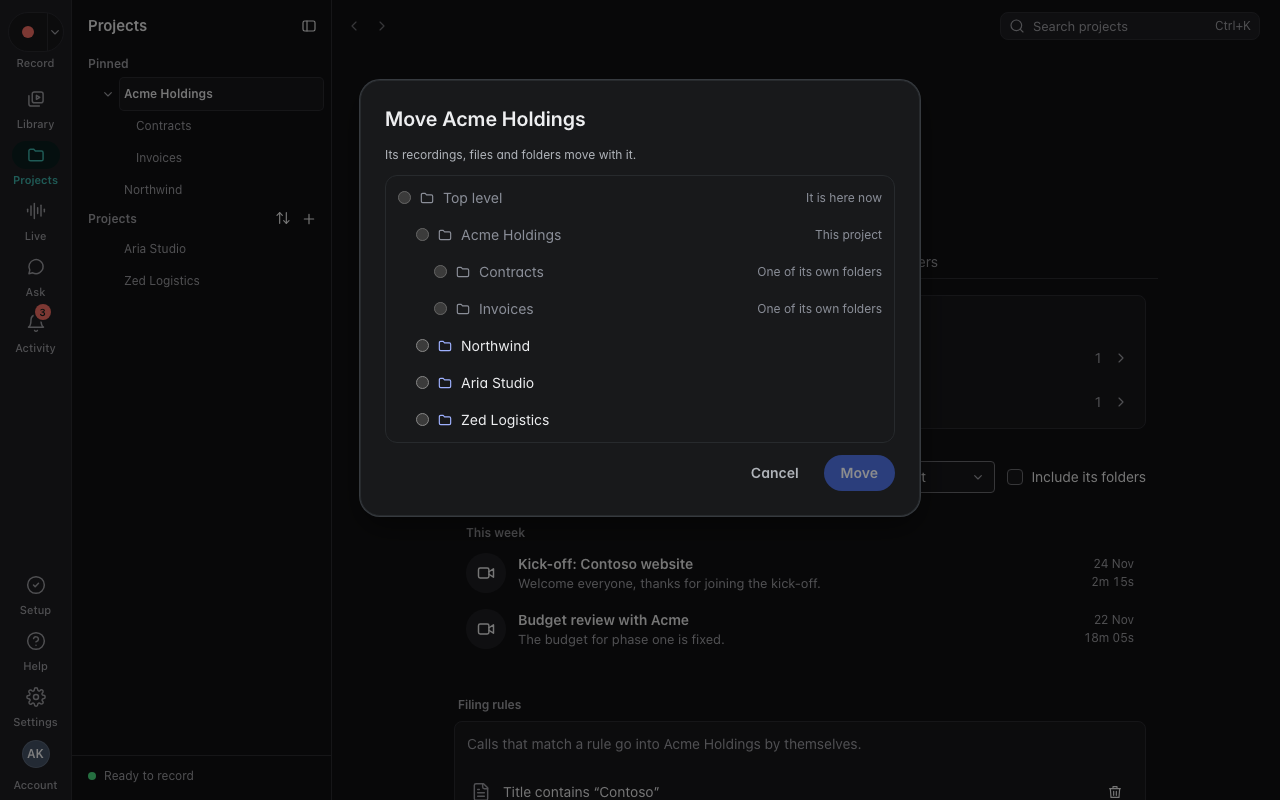 Record
Library
Projects
Live
Ask
3
Activity
Setup
Help
Settings
AK
Account
Projects
Pinned
Acme Holdings
Contracts
Invoices
Northwind
Projects
Aria Studio
Zed Logistics
Ready to record
Search projects Ctrl+K
Move Acme Holdings
Its recordings, files and folders move with it.
Top level It is here now
Acme Holdings This project
Contracts One of its own folders
Invoices One of its own folders
Northwind
Aria Studio
Zed Logistics
Cancel Move
1
1
Include its folders
This week
Kick-off: Contoso website 24 Nov
Welcome everyone, thanks for joining the kick-off. 2m 15s
Budget review with Acme 22 Nov
The budget for phase one is fixed. 18m 05s
Filing rules
Calls that match a rule go into Acme Holdings by themselves.
Title contains “Contoso”